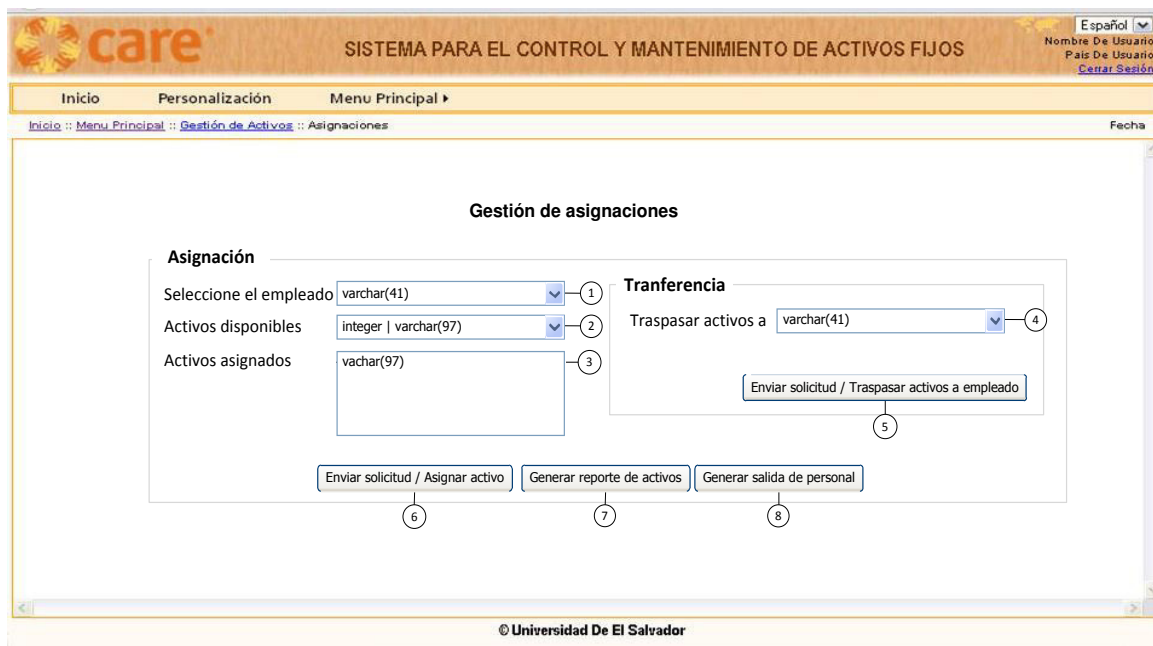 care
SISTEMA PARA EL CONTROL Y MANTENIMIENTO DE ACTIVOS FIJOS
Español
Nombre De Usuario
Pais De Usuario
Cerrar Sesión
Inicio Personalización Menu Principal
Inicio :: Menu Principal :: Gestión de Activos :: Asignaciones Fecha
Gestión de asignaciones
Asignación
Seleccione el empleado varchar(41) 1
Activos disponibles integer | varchar(97) 2
Activos asignados vachar(97) 3
Tranferencia
Traspasar activos a varchar(41) 4
Enviar solicitud / Traspasar activos a empleado
5
Enviar solicitud / Asignar activo Generar reporte de activos Generar salida de personal
6 7 8
© Universidad De El Salvador